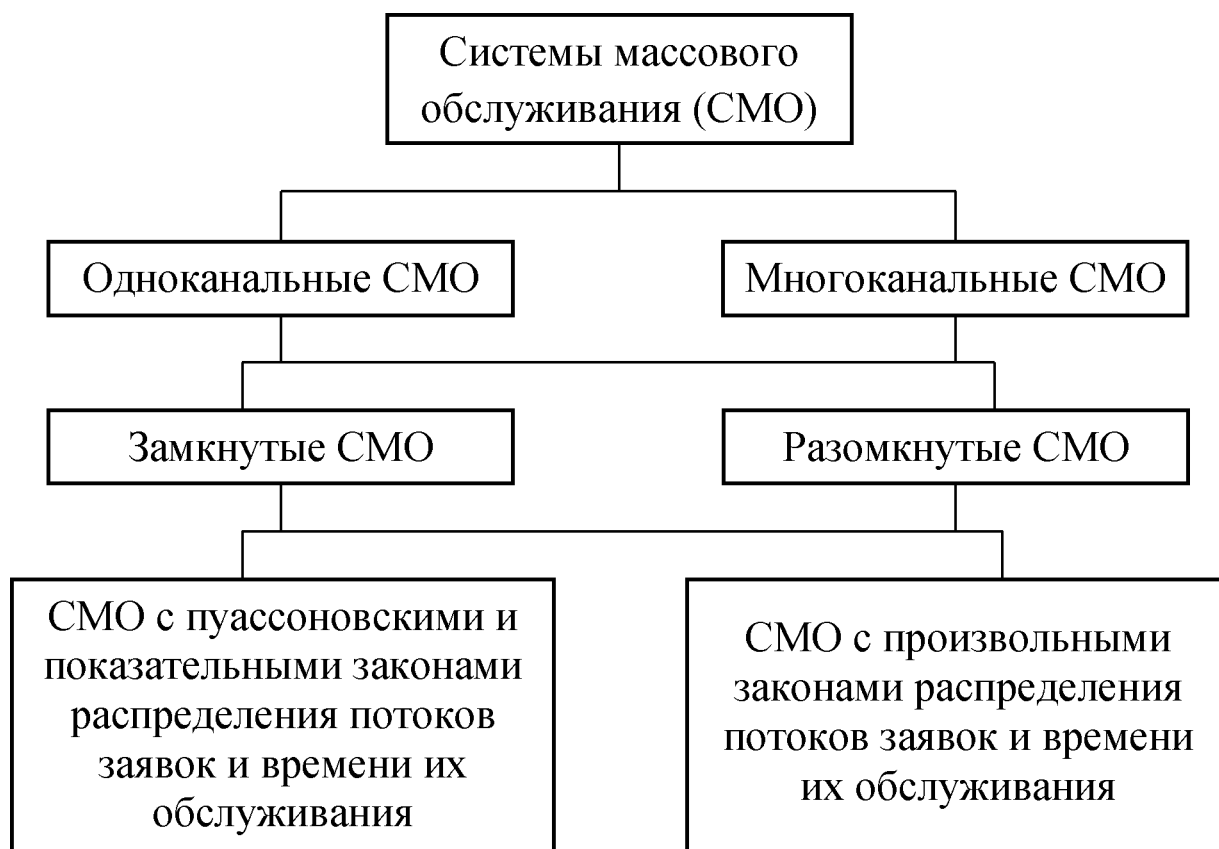 Системы массового
обслуживания (СМО)
Одноканальные СМО
Многоканальные СМО
Замкнутые СМО
Разомкнутые СМО
СМО с пуассоновскими и
показательными законами
распределения потоков
заявок и времени их
обслуживания
СМО с произвольными
законами распределения
потоков заявок и времени
их обслуживания